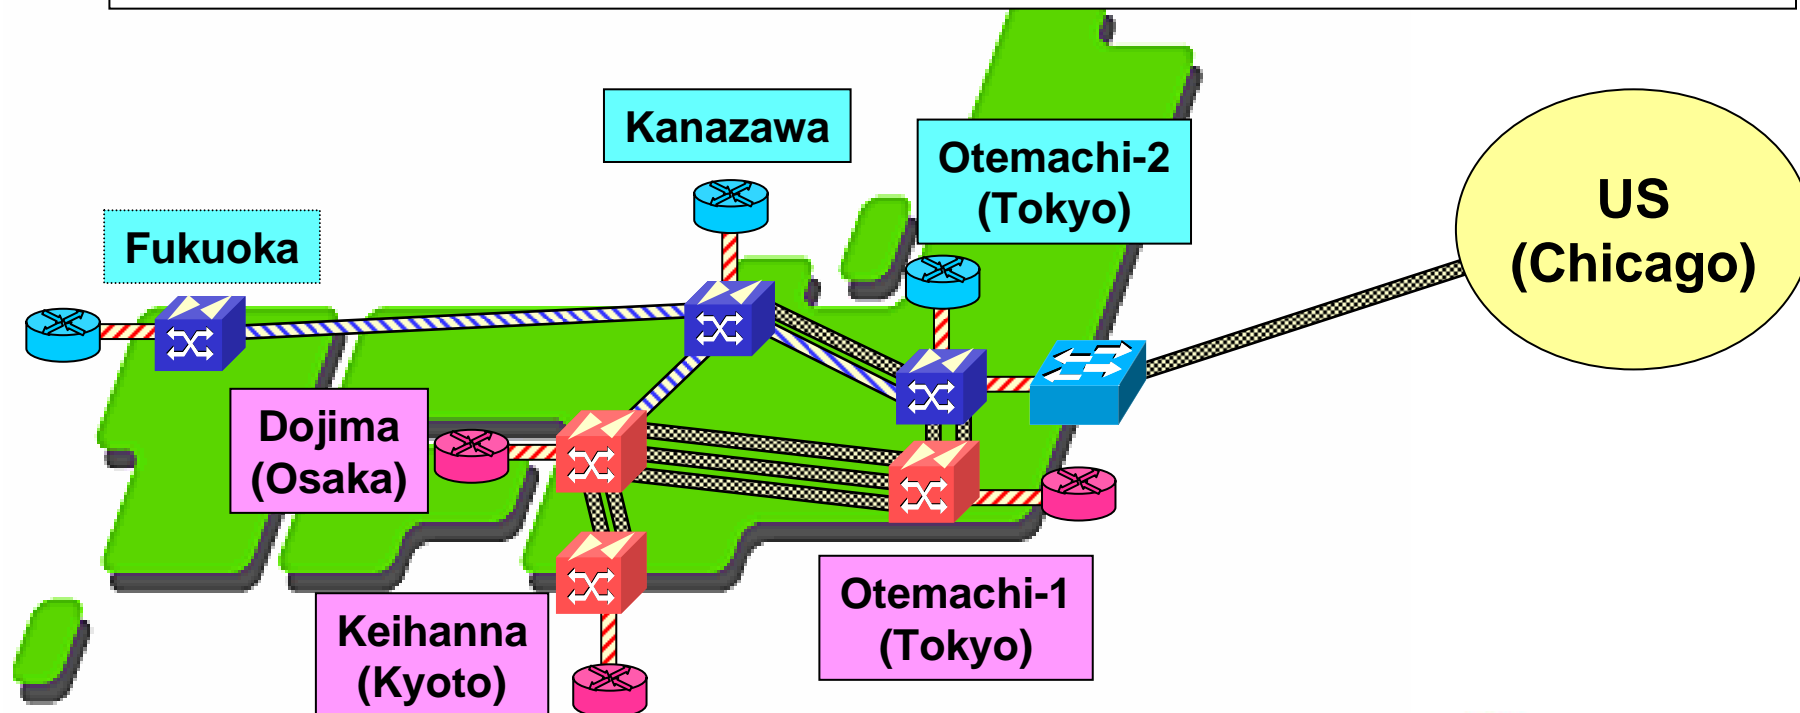 Kanazawa
Otemachi-2
(Tokyo)
US
(Chicago)
Fukuoka
Dojima
(Osaka)
Otemachi-1
(Tokyo)
Keihanna
(Kyoto)